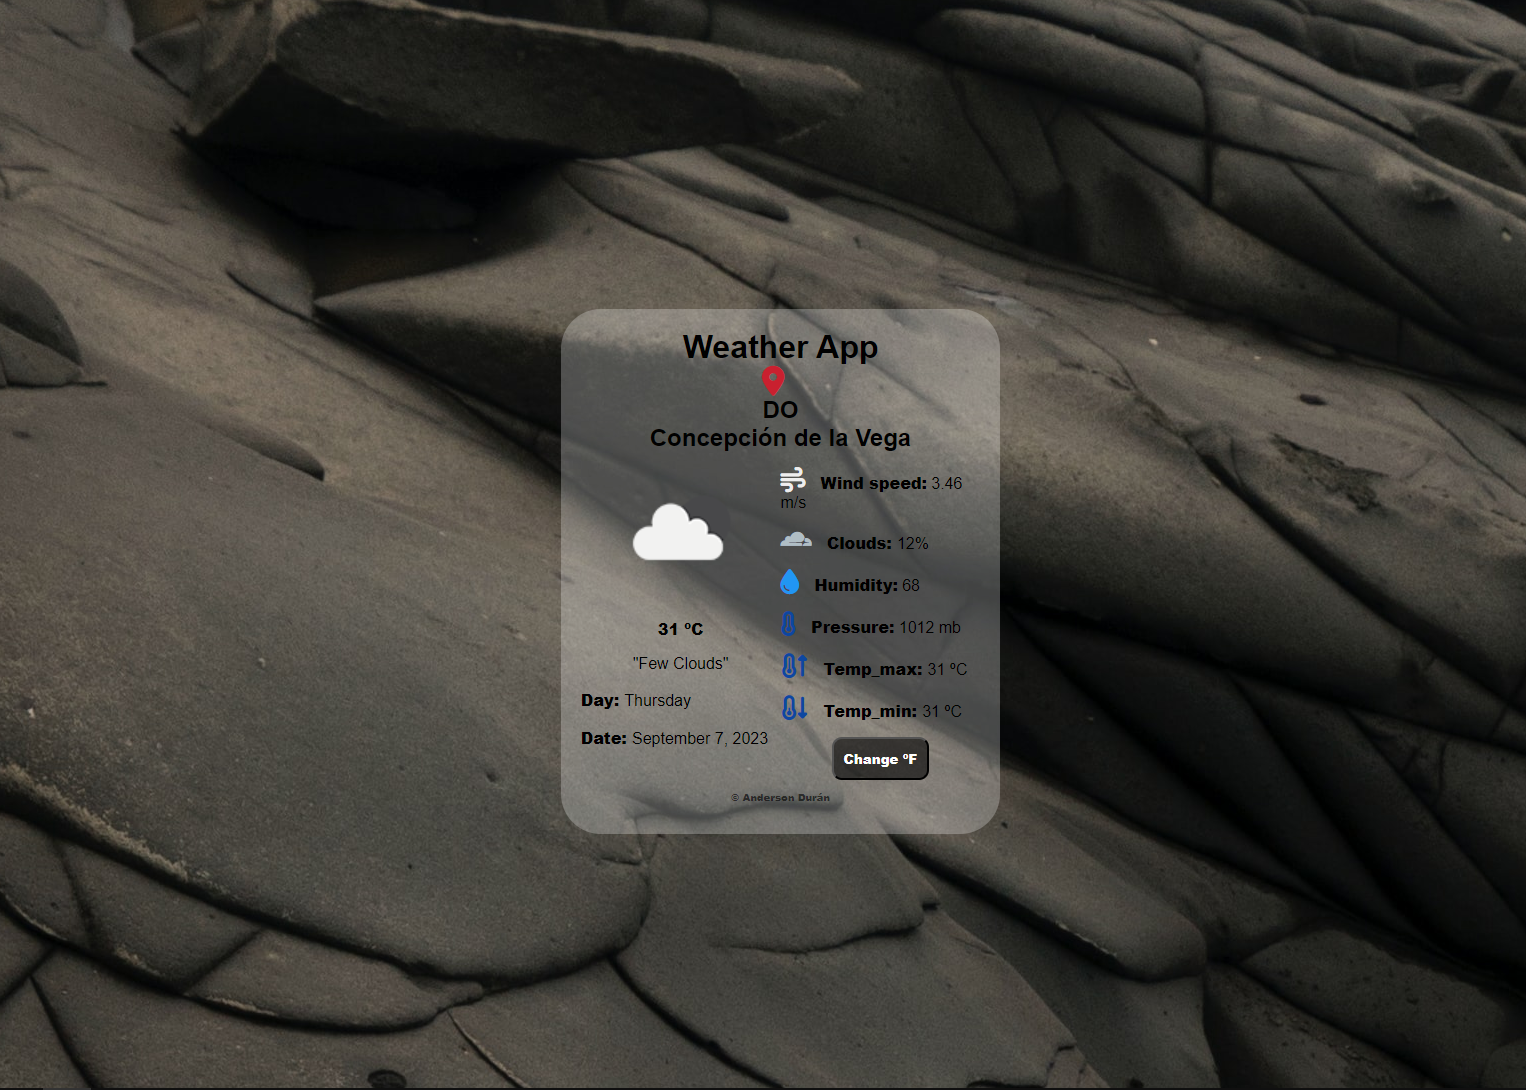 Weather App
DO
Concepción de la Vega
Wind speed: 3.46
m/s
Clouds: 12%
Humidity: 68
Pressure: 1012 mb
Temp_max: 31 ºC
Temp_min: 31 ºC
31 ºC
"Few Clouds"
Day: Thursday
Date: September 7, 2023
Change ºF
© Anderson Durán